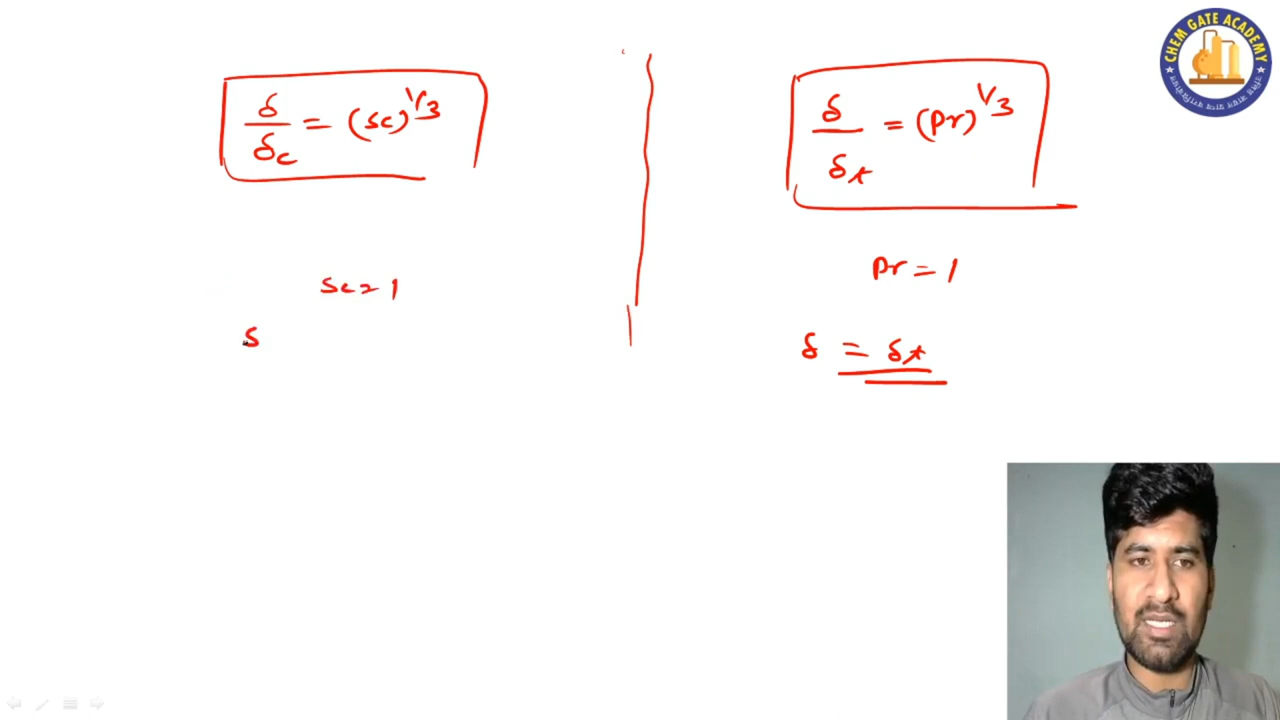 δ/δc = (Sc)^1/3
Sc = 1
δ
δ/δt = (Pr)^1/3
Pr = 1
δ = δt
CHEM GATE ACADEMY